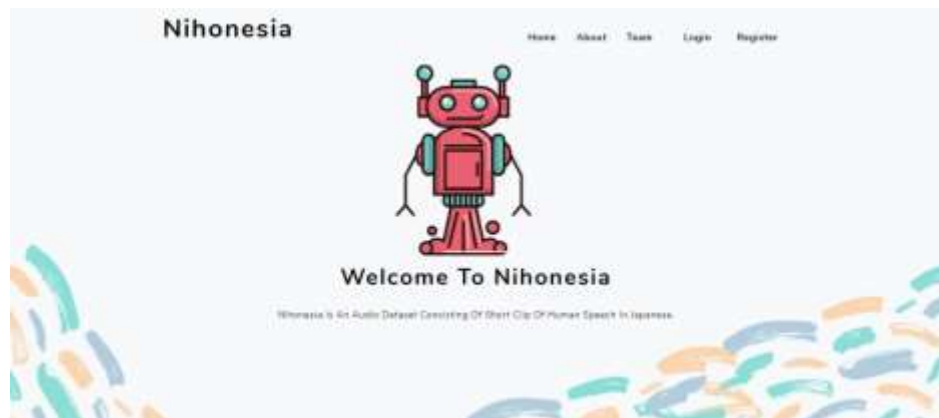 Nihonesia
Home About Team Login Register
Welcome To Nihonesia
Nihonesia Is An Audio Dataset Consisting Of Short Clip Of Human Speech In Japanese.